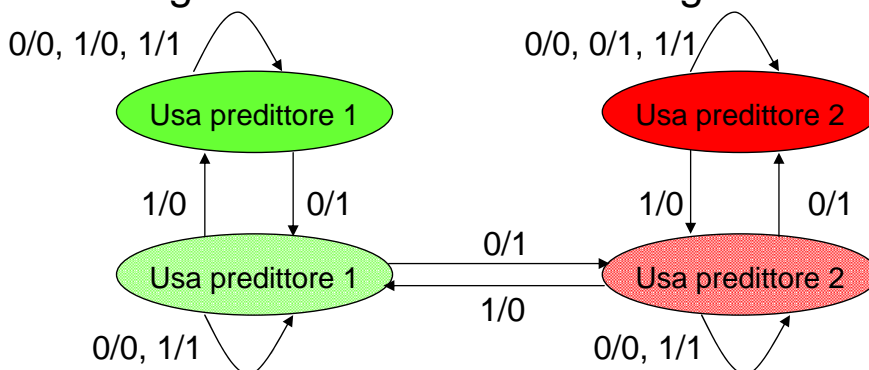 0/0, 1/0, 1/1
0/0, 0/1, 1/1
Usa predittore 1
Usa predittore 2
1/0
0/1
1/0
0/1
0/1
Usa predittore 1
Usa predittore 2
1/0
0/0, 1/1
0/0, 1/1